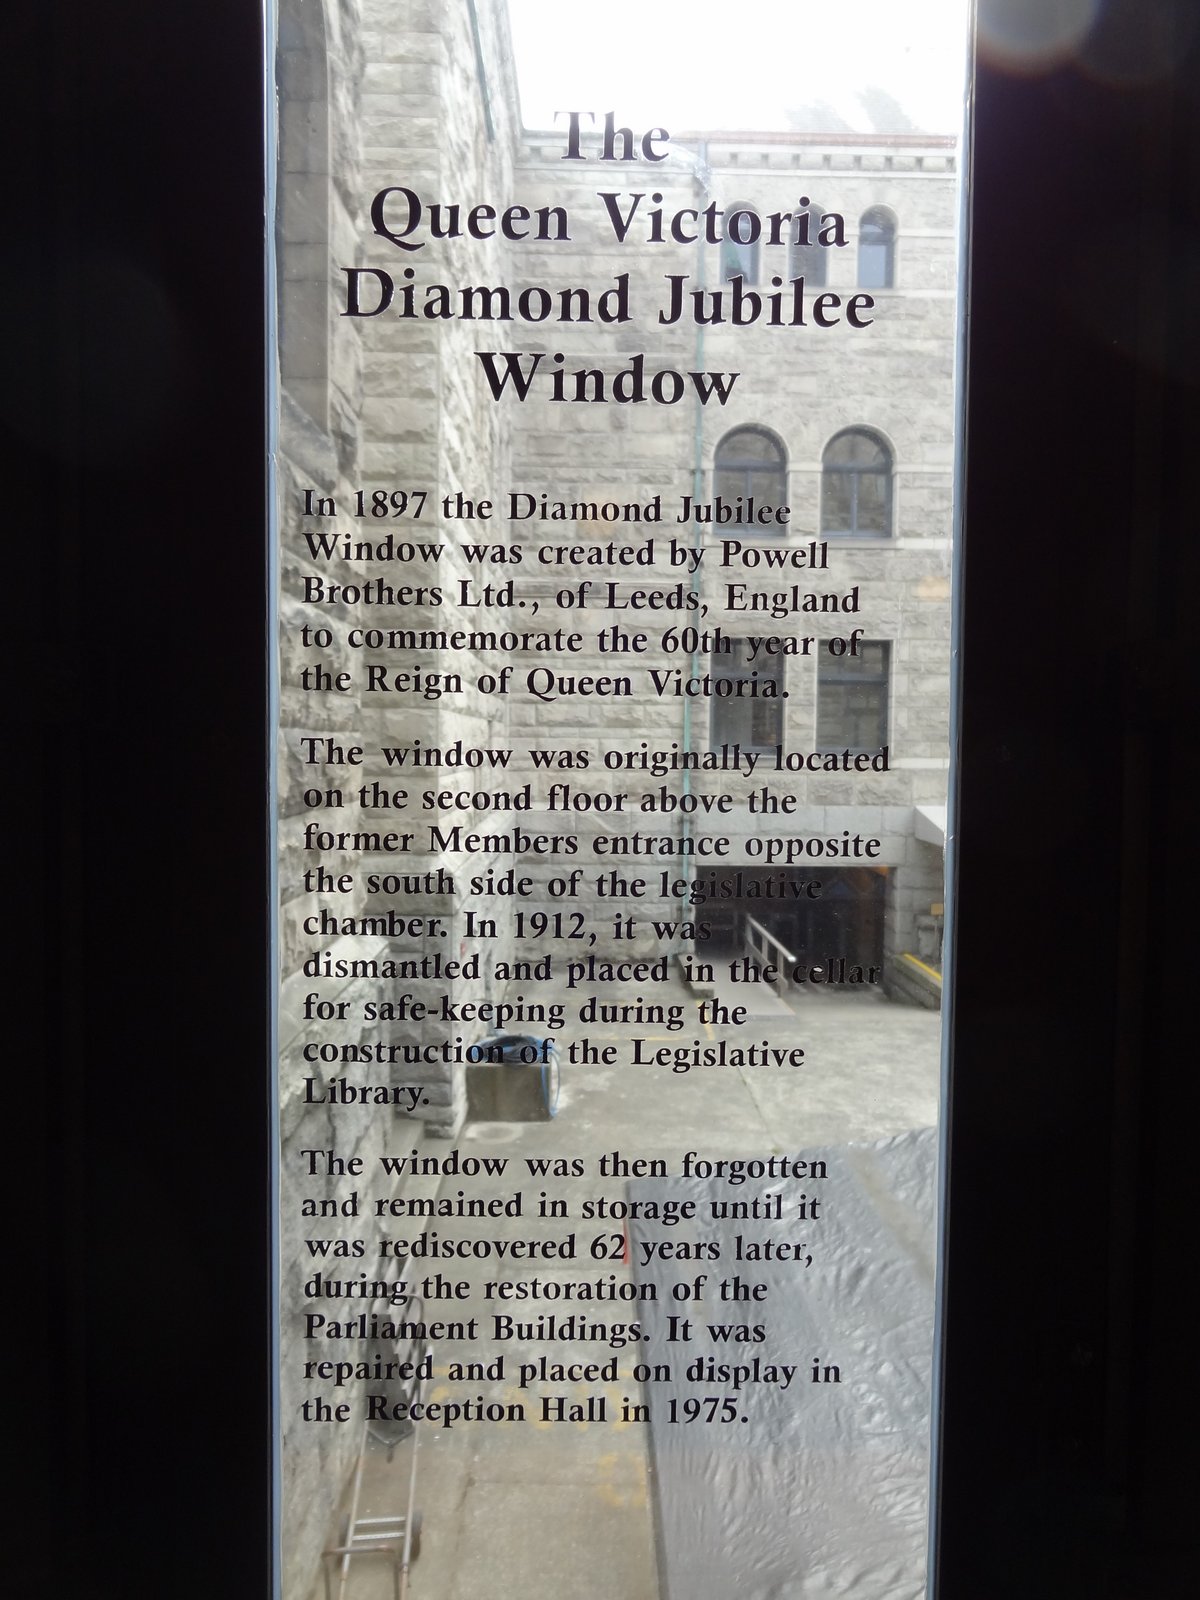 The
Queen Victoria
Diamond Jubilee
Window
In 1897 the Diamond Jubilee
Window was created by Powell
Brothers Ltd., of Leeds, England
to commemorate the 60th year of
the Reign of Queen Victoria.
The window was originally located
on the second floor above the
former Members entrance opposite
the south side of the legislative
chamber. In 1912, it was
dismantled and placed in the cellar
for safe-keeping during the
construction of the Legislative
Library.
The window was then forgotten
and remained in storage until it
was rediscovered 62 years later,
during the restoration of the
Parliament Buildings. It was
repaired and placed on display in
the Reception Hall in 1975.